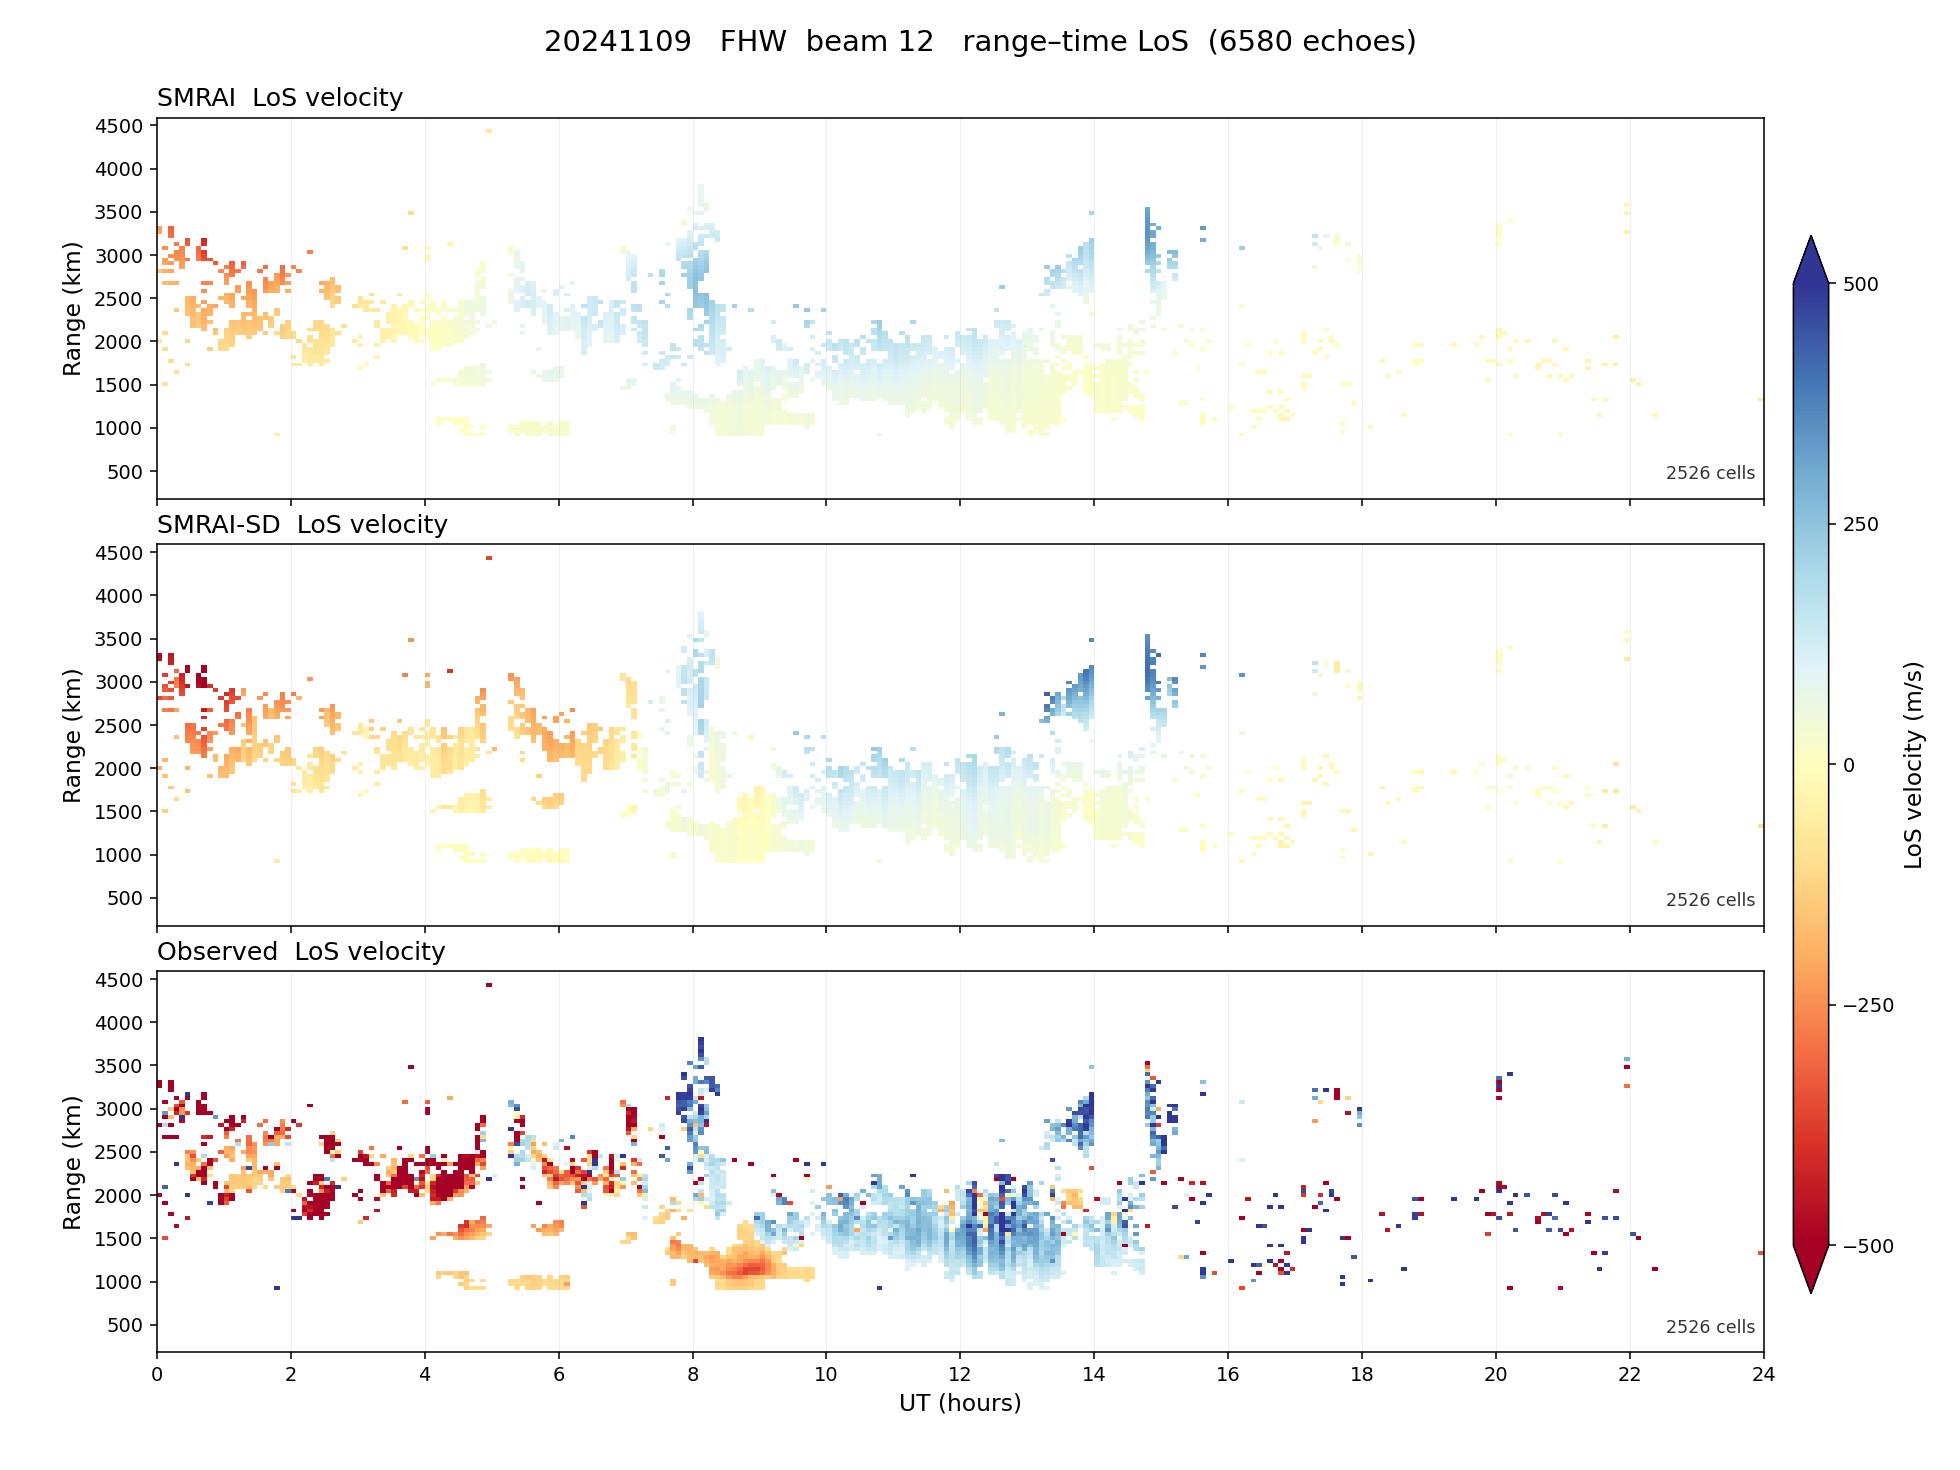 20241109   FHW  beam 12   range–time LoS  (6580 echoes)
SMRAI  LoS velocity
4500
4000
3500
3000
2500
2000
1500
1000
500
Range (km)
2526 cells
SMRAI-SD  LoS velocity
4500
4000
3500
3000
2500
2000
1500
1000
500
Range (km)
2526 cells
Observed  LoS velocity
4500
4000
3500
3000
2500
2000
1500
1000
500
Range (km)
2526 cells
0 2 4 6 8 10 12 14 16 18 20 22 24
UT (hours)
500
250
0
−250
−500
LoS velocity (m/s)